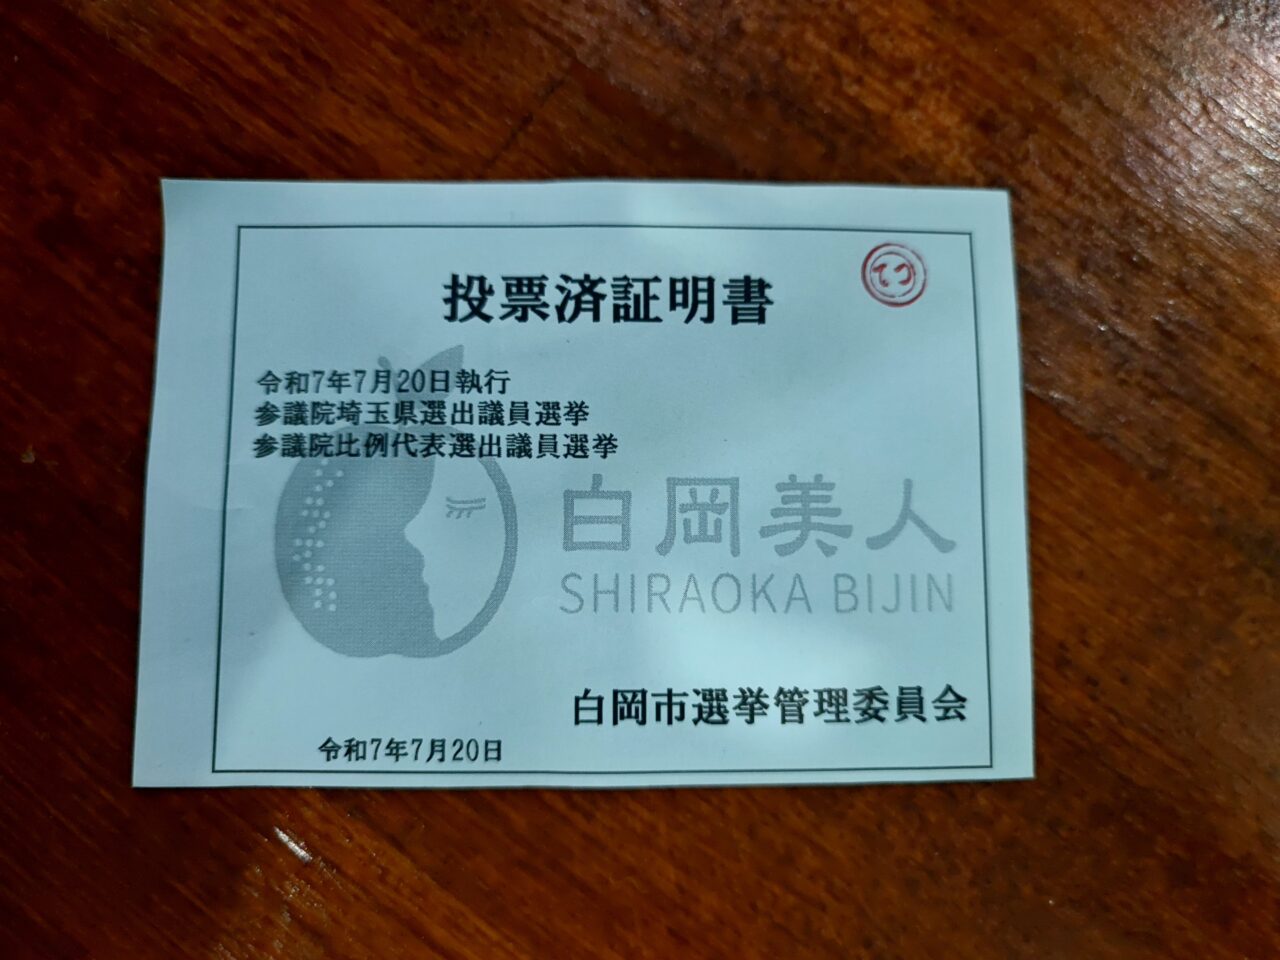 投票済証明書
てつ
令和7年7月20日執行
参議院埼玉県選出議員選挙
参議院比例代表選出議員選挙
白岡美人
SHIRAOKA BIJIN
白岡市選挙管理委員会
令和7年7月20日